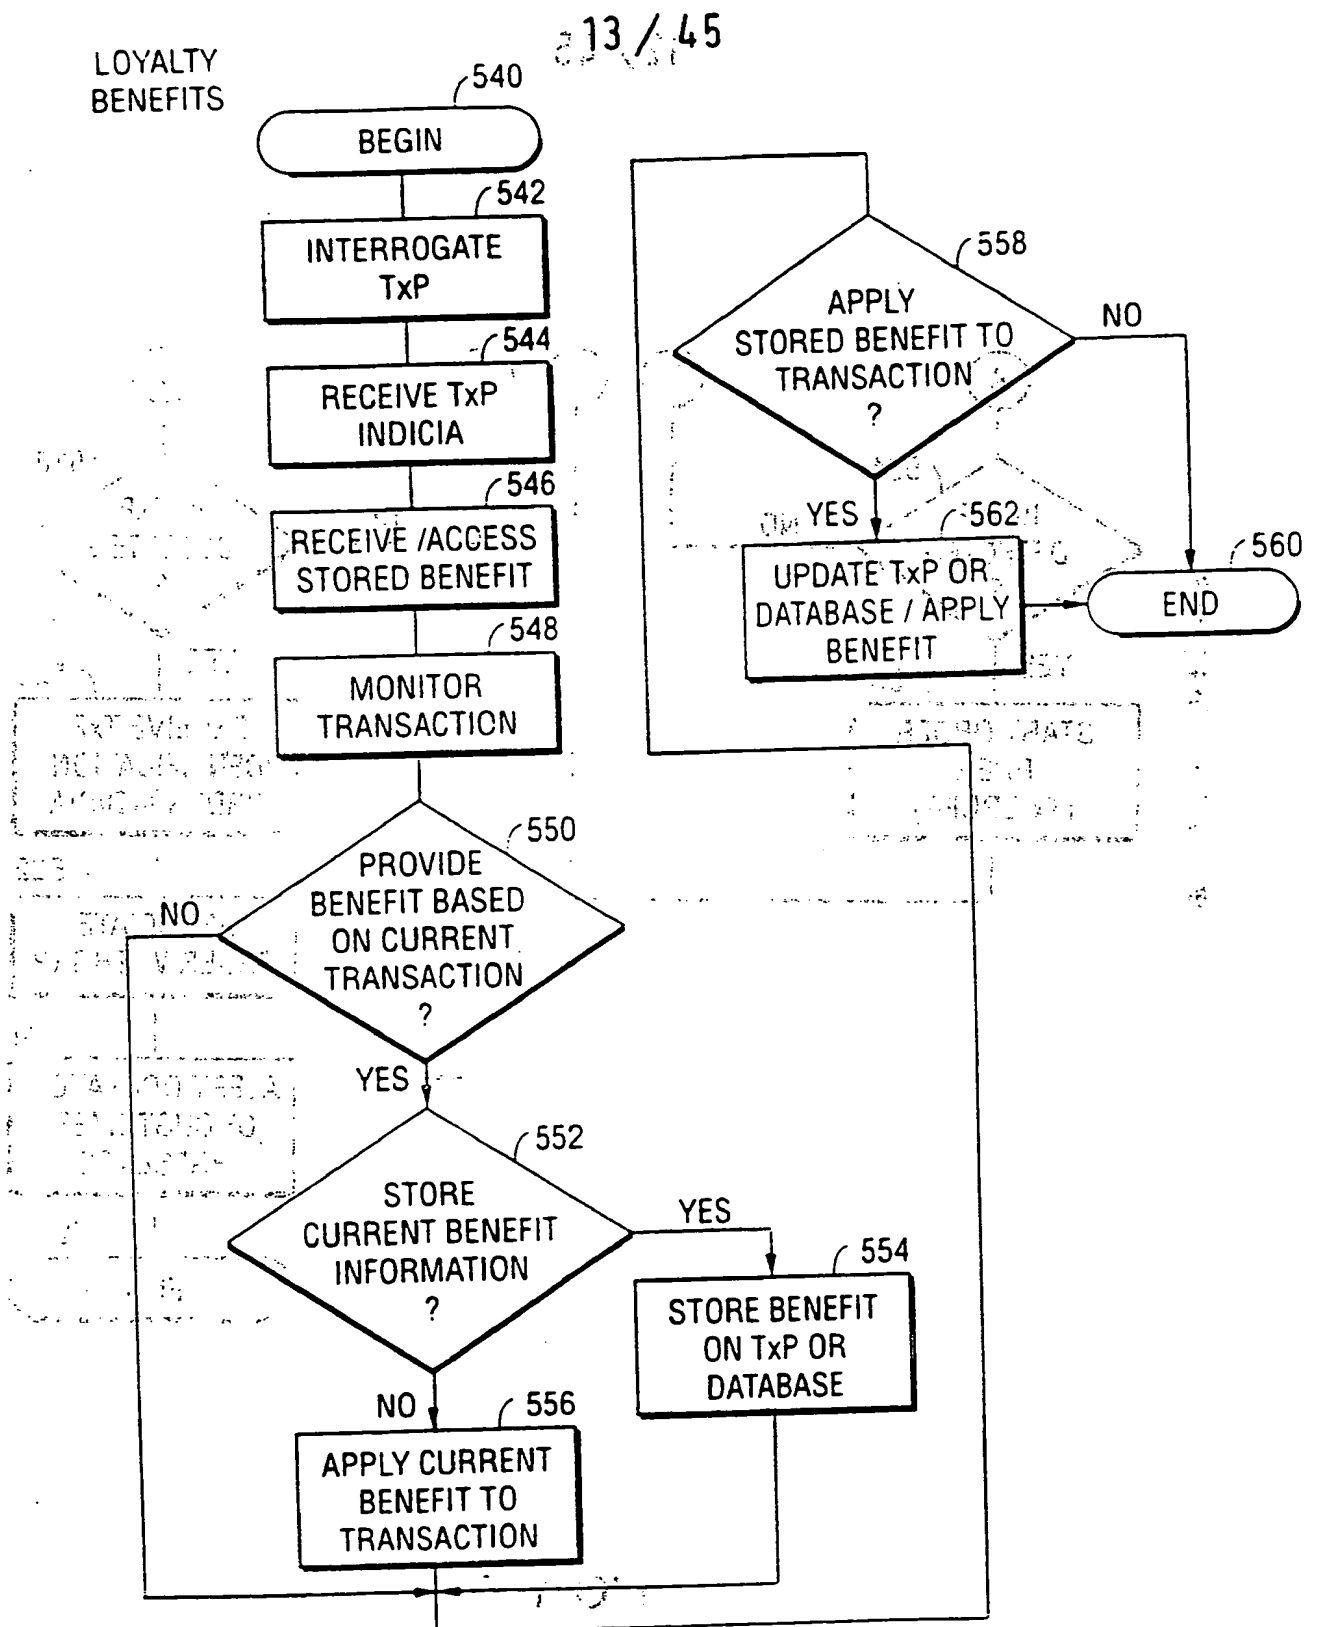 13 / 45
LOYALTY
BENEFITS
540
BEGIN
542
INTERROGATE
TxP
544
RECEIVE TxP
INDICIA
546
RECEIVE /ACCESS
STORED BENEFIT
548
MONITOR
TRANSACTION
550
PROVIDE
BENEFIT BASED
ON CURRENT
TRANSACTION
?
NO
YES
552
STORE
CURRENT BENEFIT
INFORMATION
?
YES
554
STORE BENEFIT
ON TxP OR
DATABASE
NO
556
APPLY CURRENT
BENEFIT TO
TRANSACTION
558
APPLY
STORED BENEFIT TO
TRANSACTION
?
NO
YES
562
UPDATE TxP OR
DATABASE / APPLY
BENEFIT
560
END